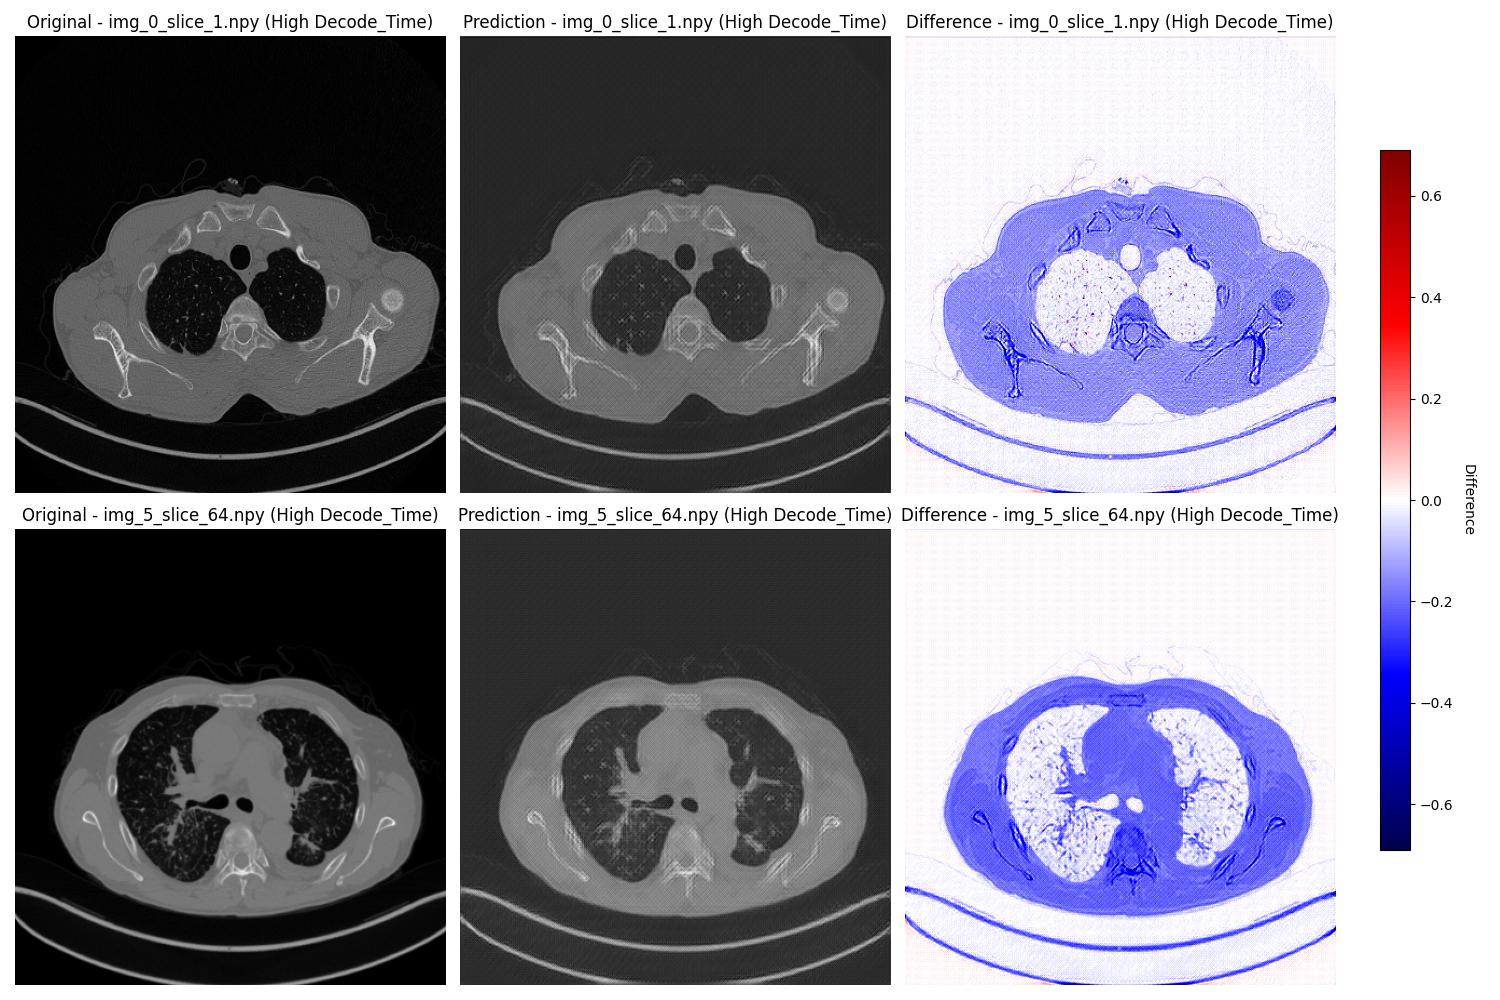 Original - img_0_slice_1.npy (High Decode_Time)
Prediction - img_0_slice_1.npy (High Decode_Time)
Difference - img_0_slice_1.npy (High Decode_Time)
Original - img_5_slice_64.npy (High Decode_Time)
Prediction - img_5_slice_64.npy (High Decode_Time)
Difference - img_5_slice_64.npy (High Decode_Time)
0.6
0.4
0.2
0.0
−0.2
−0.4
−0.6
Difference